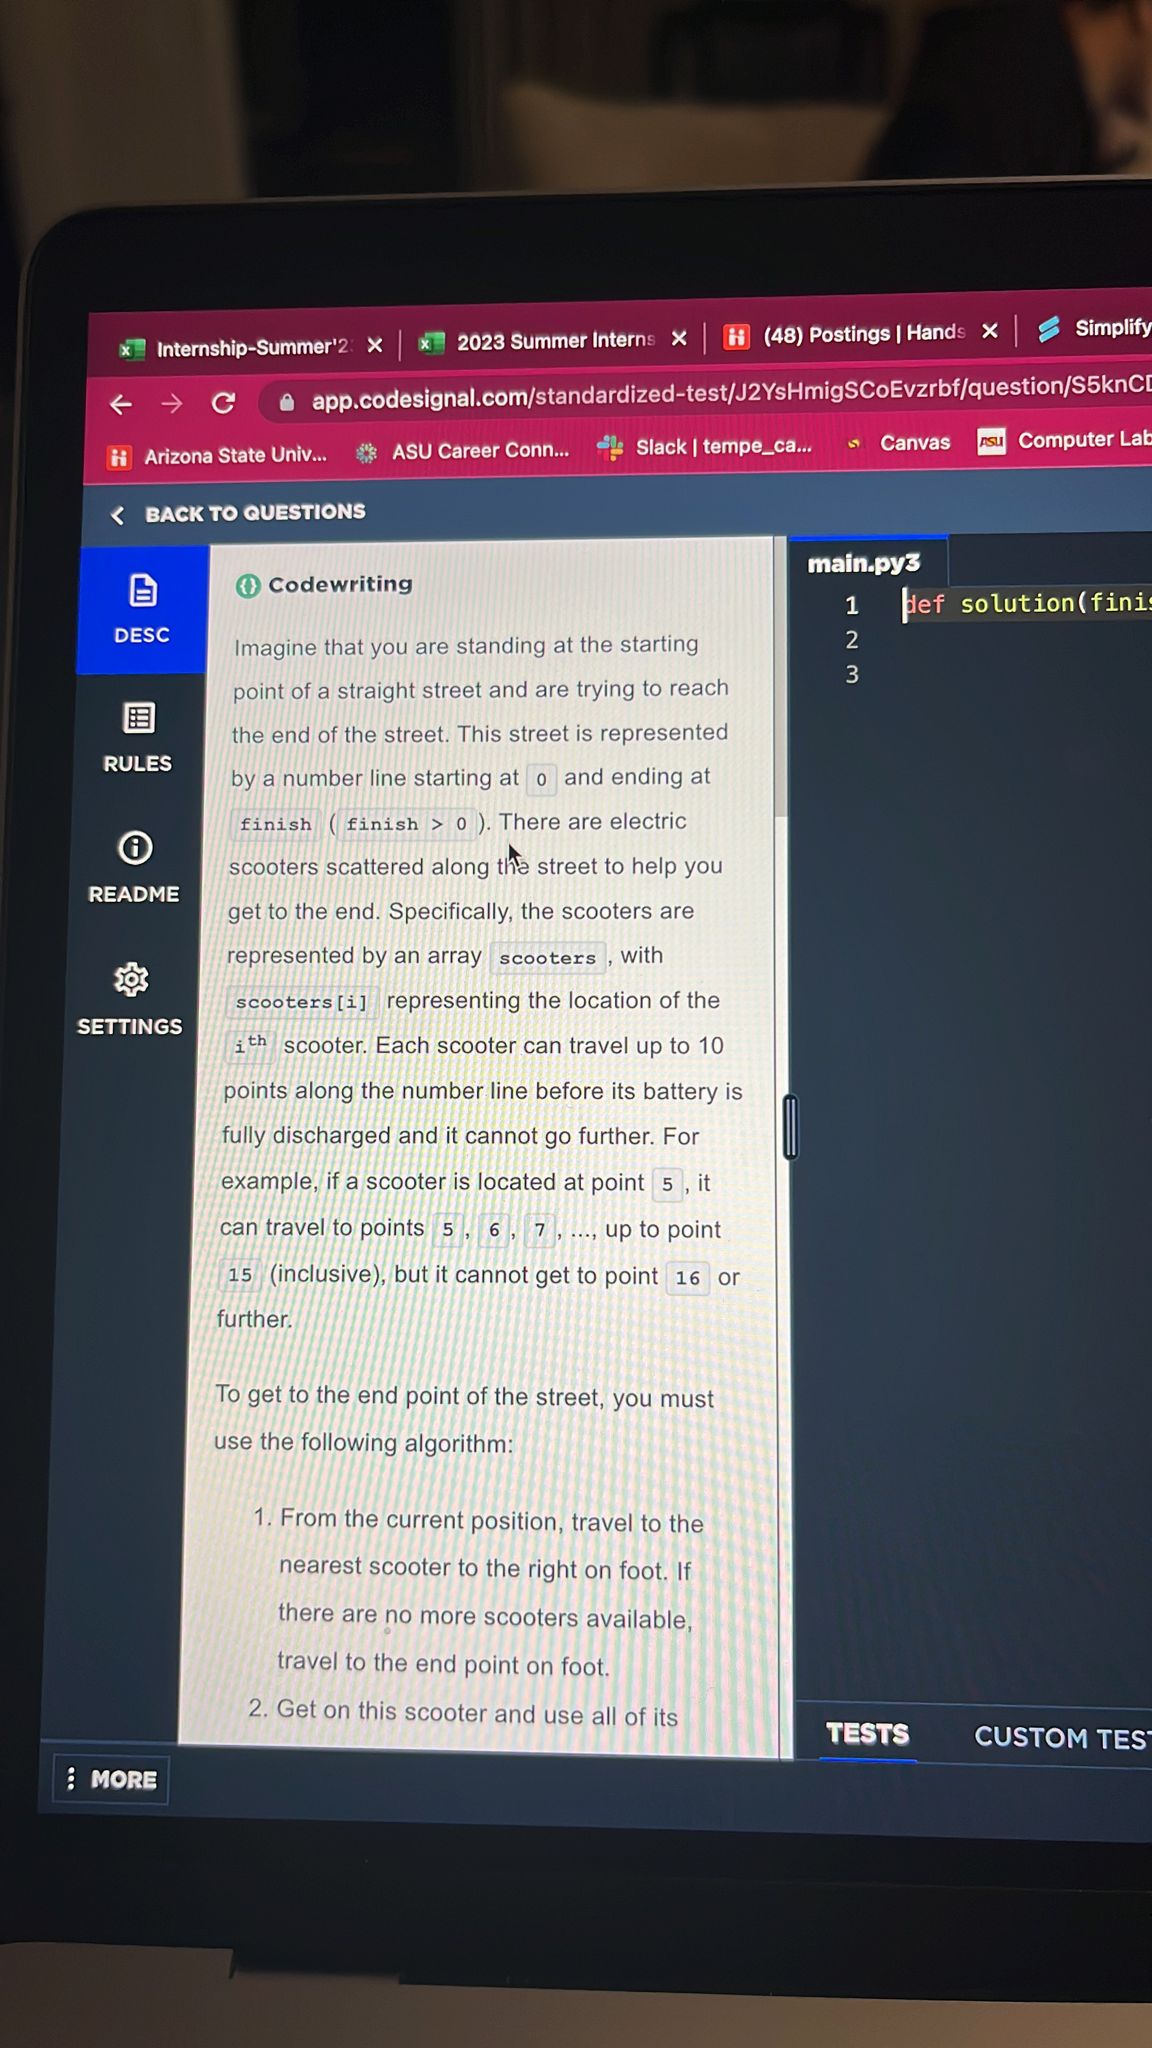 Internship-Summer'2
2023 Summer Interns
(48) Postings | Hands
Simplify
app.codesignal.com/standardized-test/J2YsHmigSCoEvzrbf/question/S5knCD
Arizona State Univ...
ASU Career Conn...
Slack | tempe_ca...
Canvas
ASU
Computer Lab
BACK TO QUESTIONS
DESC
RULES
README
SETTINGS
MORE
Codewriting
Imagine that you are standing at the starting
point of a straight street and are trying to reach
the end of the street. This street is represented
by a number line starting at 0 and ending at
finish ( finish > 0 ). There are electric
scooters scattered along the street to help you
get to the end. Specifically, the scooters are
represented by an array scooters , with
scooters[i] representing the location of the
ith scooter. Each scooter can travel up to 10
points along the number line before its battery is
fully discharged and it cannot go further. For
example, if a scooter is located at point 5 , it
can travel to points 5 , 6 , 7 , ..., up to point
15 (inclusive), but it cannot get to point 16 or
further.
To get to the end point of the street, you must
use the following algorithm:
1. From the current position, travel to the
nearest scooter to the right on foot. If
there are no more scooters available,
travel to the end point on foot.
2. Get on this scooter and use all of its
main.py3
1 def solution(finis
2
3
TESTS
CUSTOM TEST